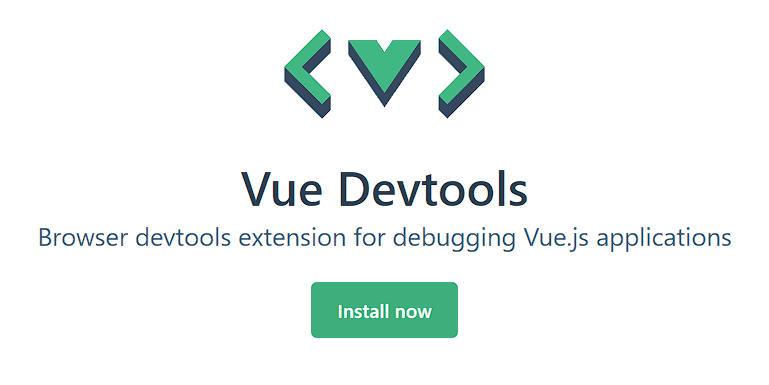 Vue Devtools
Browser devtools extension for debugging Vue.js applications
Install now